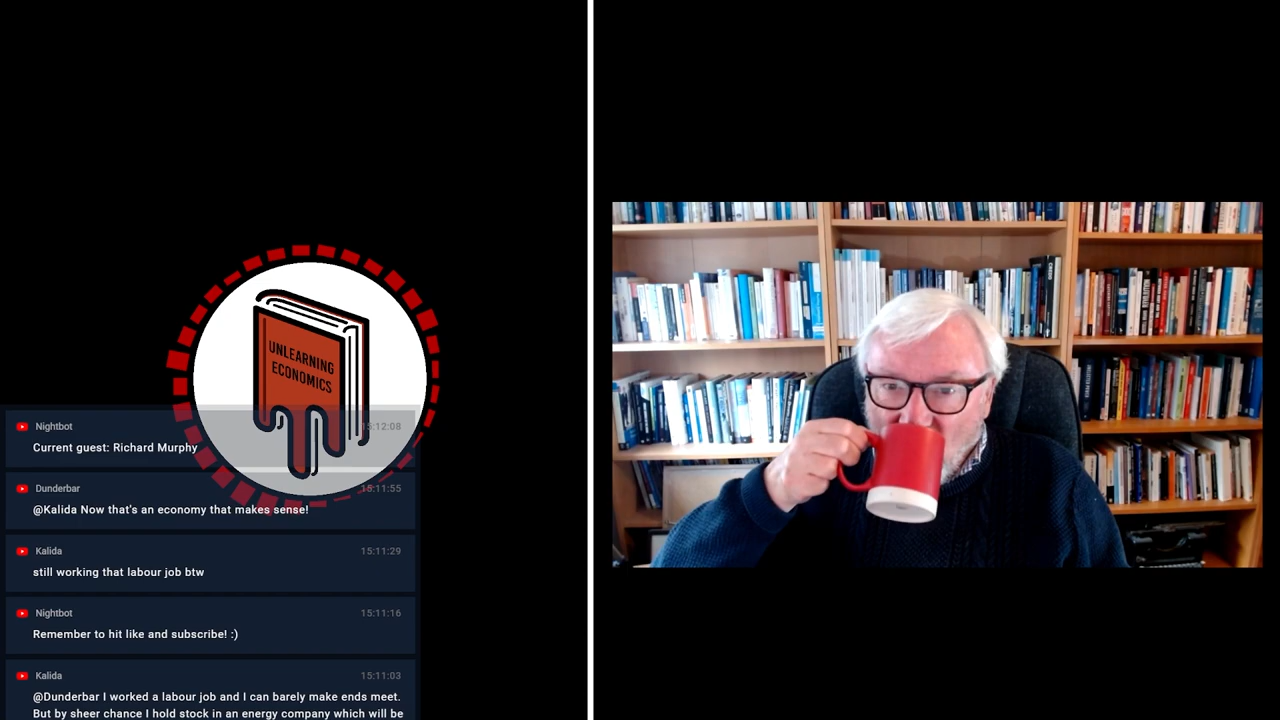 UNLEARNING
ECONOMICS
Nightbot 15:12:08
Current guest: Richard Murphy
Dunderbar 15:11:55
@Kalida Now that's an economy that makes sense!
Kalida 15:11:29
still working that labour job btw
Nightbot 15:11:16
Remember to hit like and subscribe! :)
Kalida 15:11:03
@Dunderbar I worked a labour job and I can barely make ends meet.
But by sheer chance I hold stock in an energy company which will be